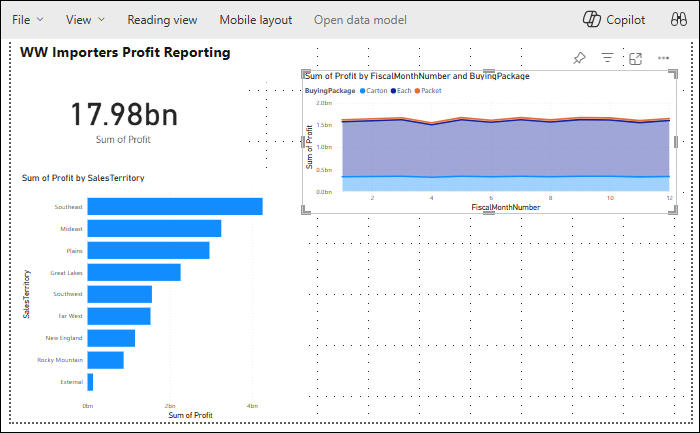 File View Reading view Mobile layout Open data model Copilot
WW Importers Profit Reporting
17.98bn
Sum of Profit
Sum of Profit by FiscalMonthNumber and BuyingPackage
BuyingPackage Carton Each Packet
2.0bn
1.5bn
1.0bn
0.5bn
0.0bn
Sum of Profit
2 4 6 8 10 12
FiscalMonthNumber
Sum of Profit by SalesTerritory
Southeast
Mideast
Plains
Great Lakes
Southwest
Far West
New England
Rocky Mountain
External
SalesTerritory
0bn 2bn 4bn
Sum of Profit